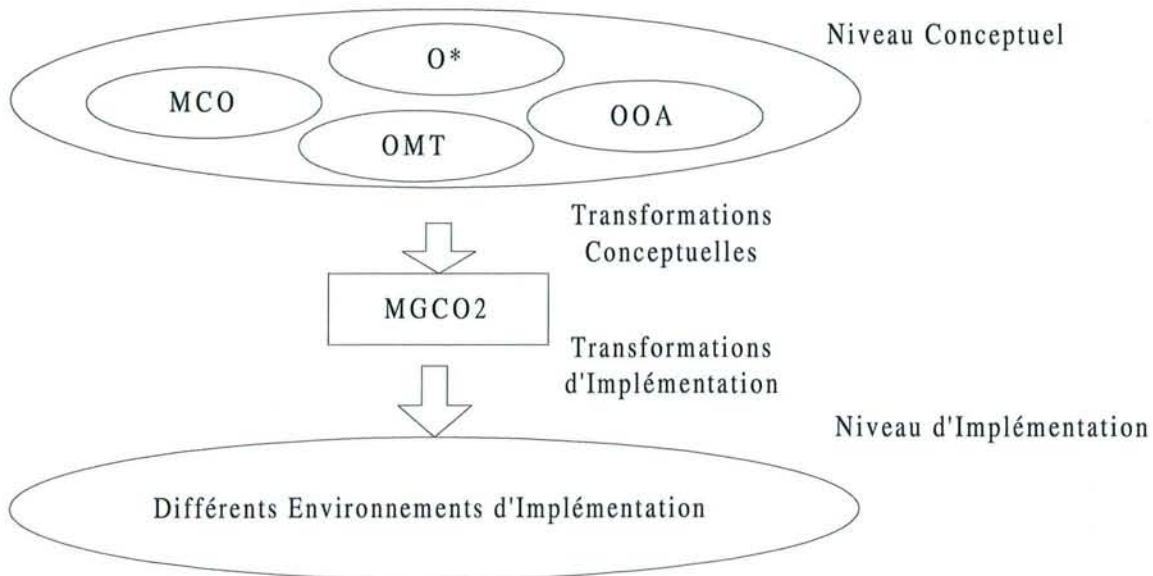 Niveau Conceptuel
O*
MCO
OOA
OMT
Transformations
Conceptuelles
MGCO2
Transformations
d'Implémentation
Niveau d'Implémentation
Différents Environnements d'Implémentation